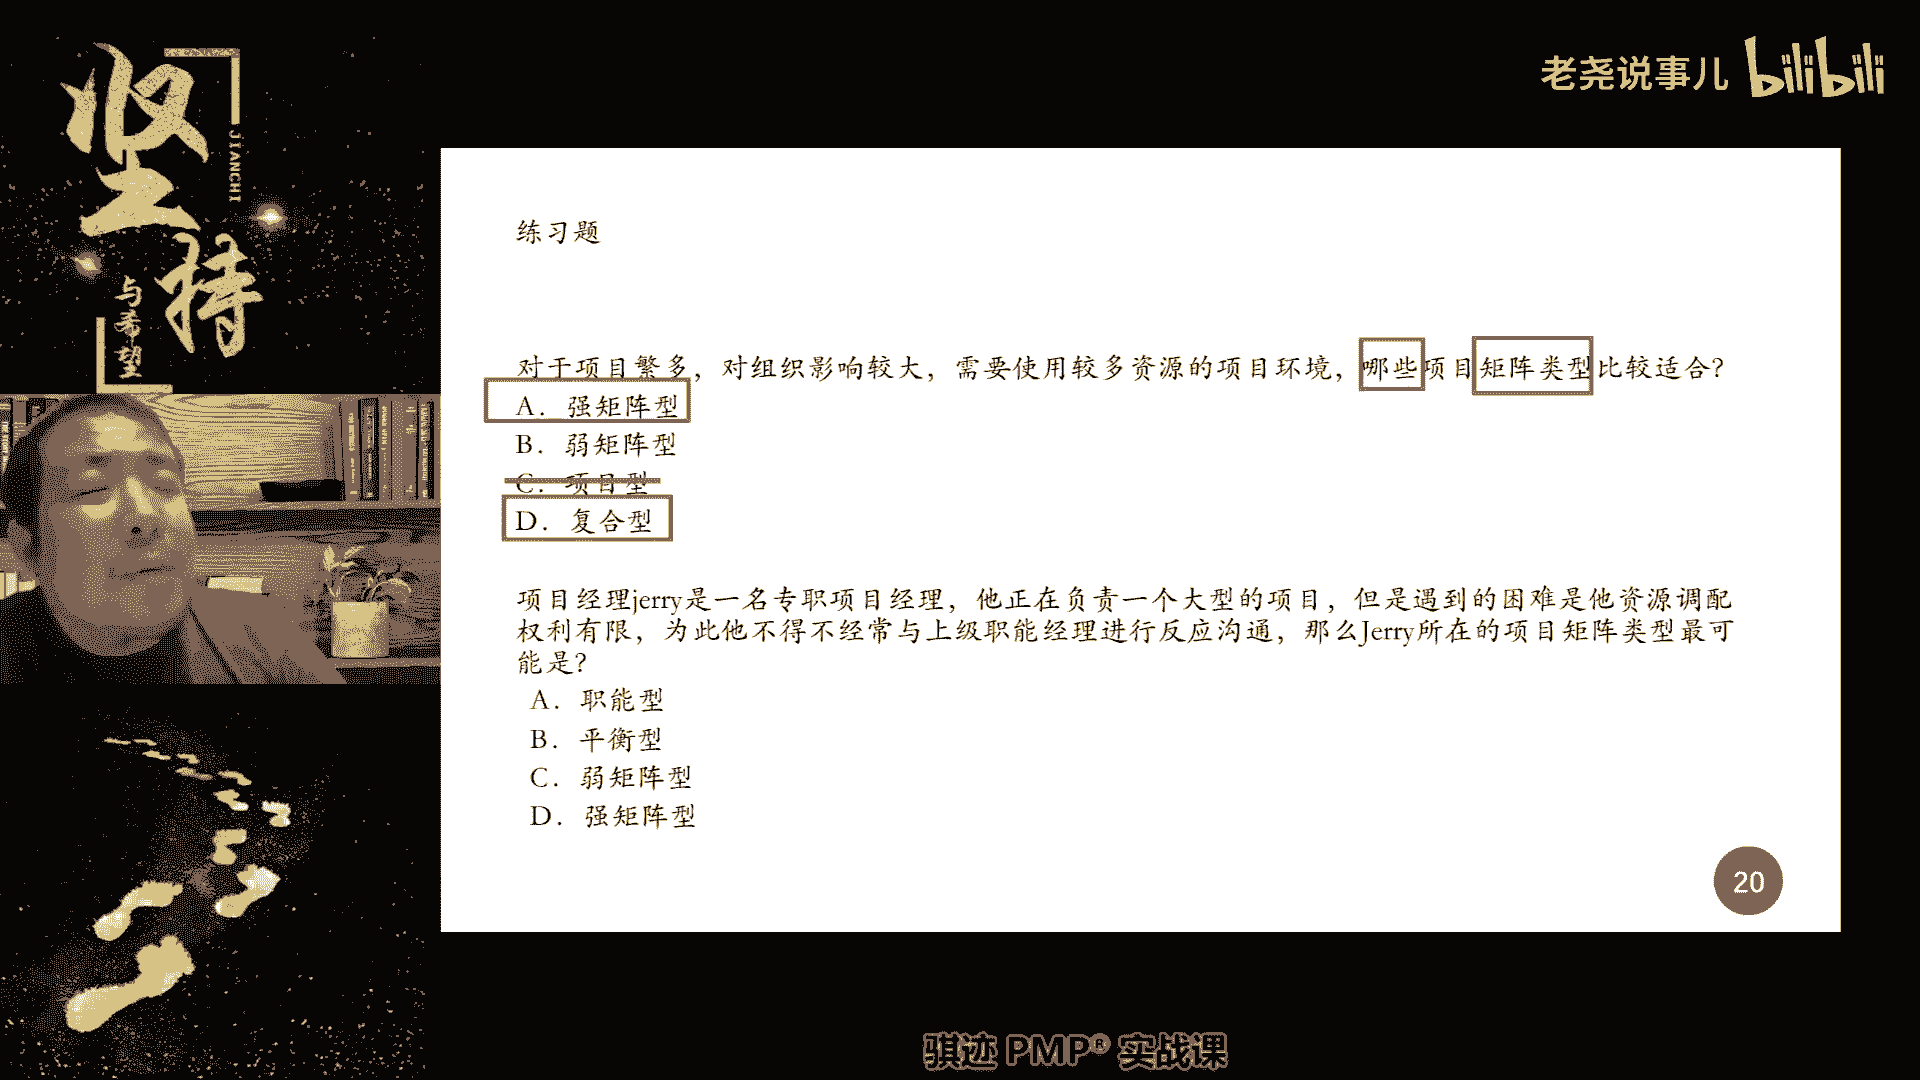 坚持
JIANCHI
与希望
老尧说事儿 bilibili
练习题
对于项目繁多，对组织影响较大，需要使用较多资源的项目环境，哪些项目矩阵类型比较适合？
A．强矩阵型
B．弱矩阵型
C．项目型
D．复合型
项目经理jerry是一名专职项目经理，他正在负责一个大型的项目，但是遇到的困难是他资源调配
权利有限，为此他不得不经常与上级职能经理进行反应沟通，那么Jerry所在的项目矩阵类型最可
能是？
A．职能型
B．平衡型
C．弱矩阵型
D．强矩阵型
20
骐迹 PMP® 实战课